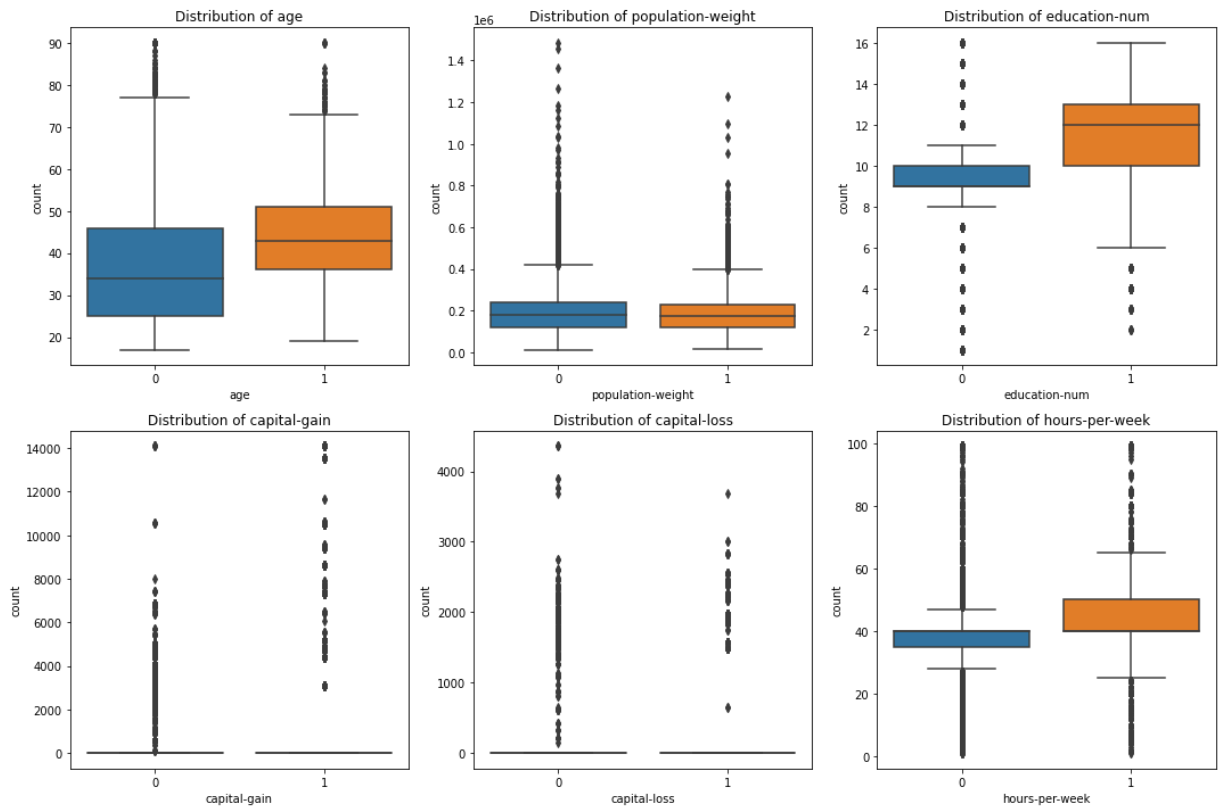 Distribution of age
count
90
80
70
60
50
40
30
20
0 1
age
Distribution of population-weight
1e6
count
1.4
1.2
1.0
0.8
0.6
0.4
0.2
0.0
0 1
population-weight
Distribution of education-num
count
16
14
12
10
8
6
4
2
0 1
education-num
Distribution of capital-gain
count
14000
12000
10000
8000
6000
4000
2000
0
0 1
capital-gain
Distribution of capital-loss
count
4000
3000
2000
1000
0
0 1
capital-loss
Distribution of hours-per-week
count
100
80
60
40
20
0
0 1
hours-per-week